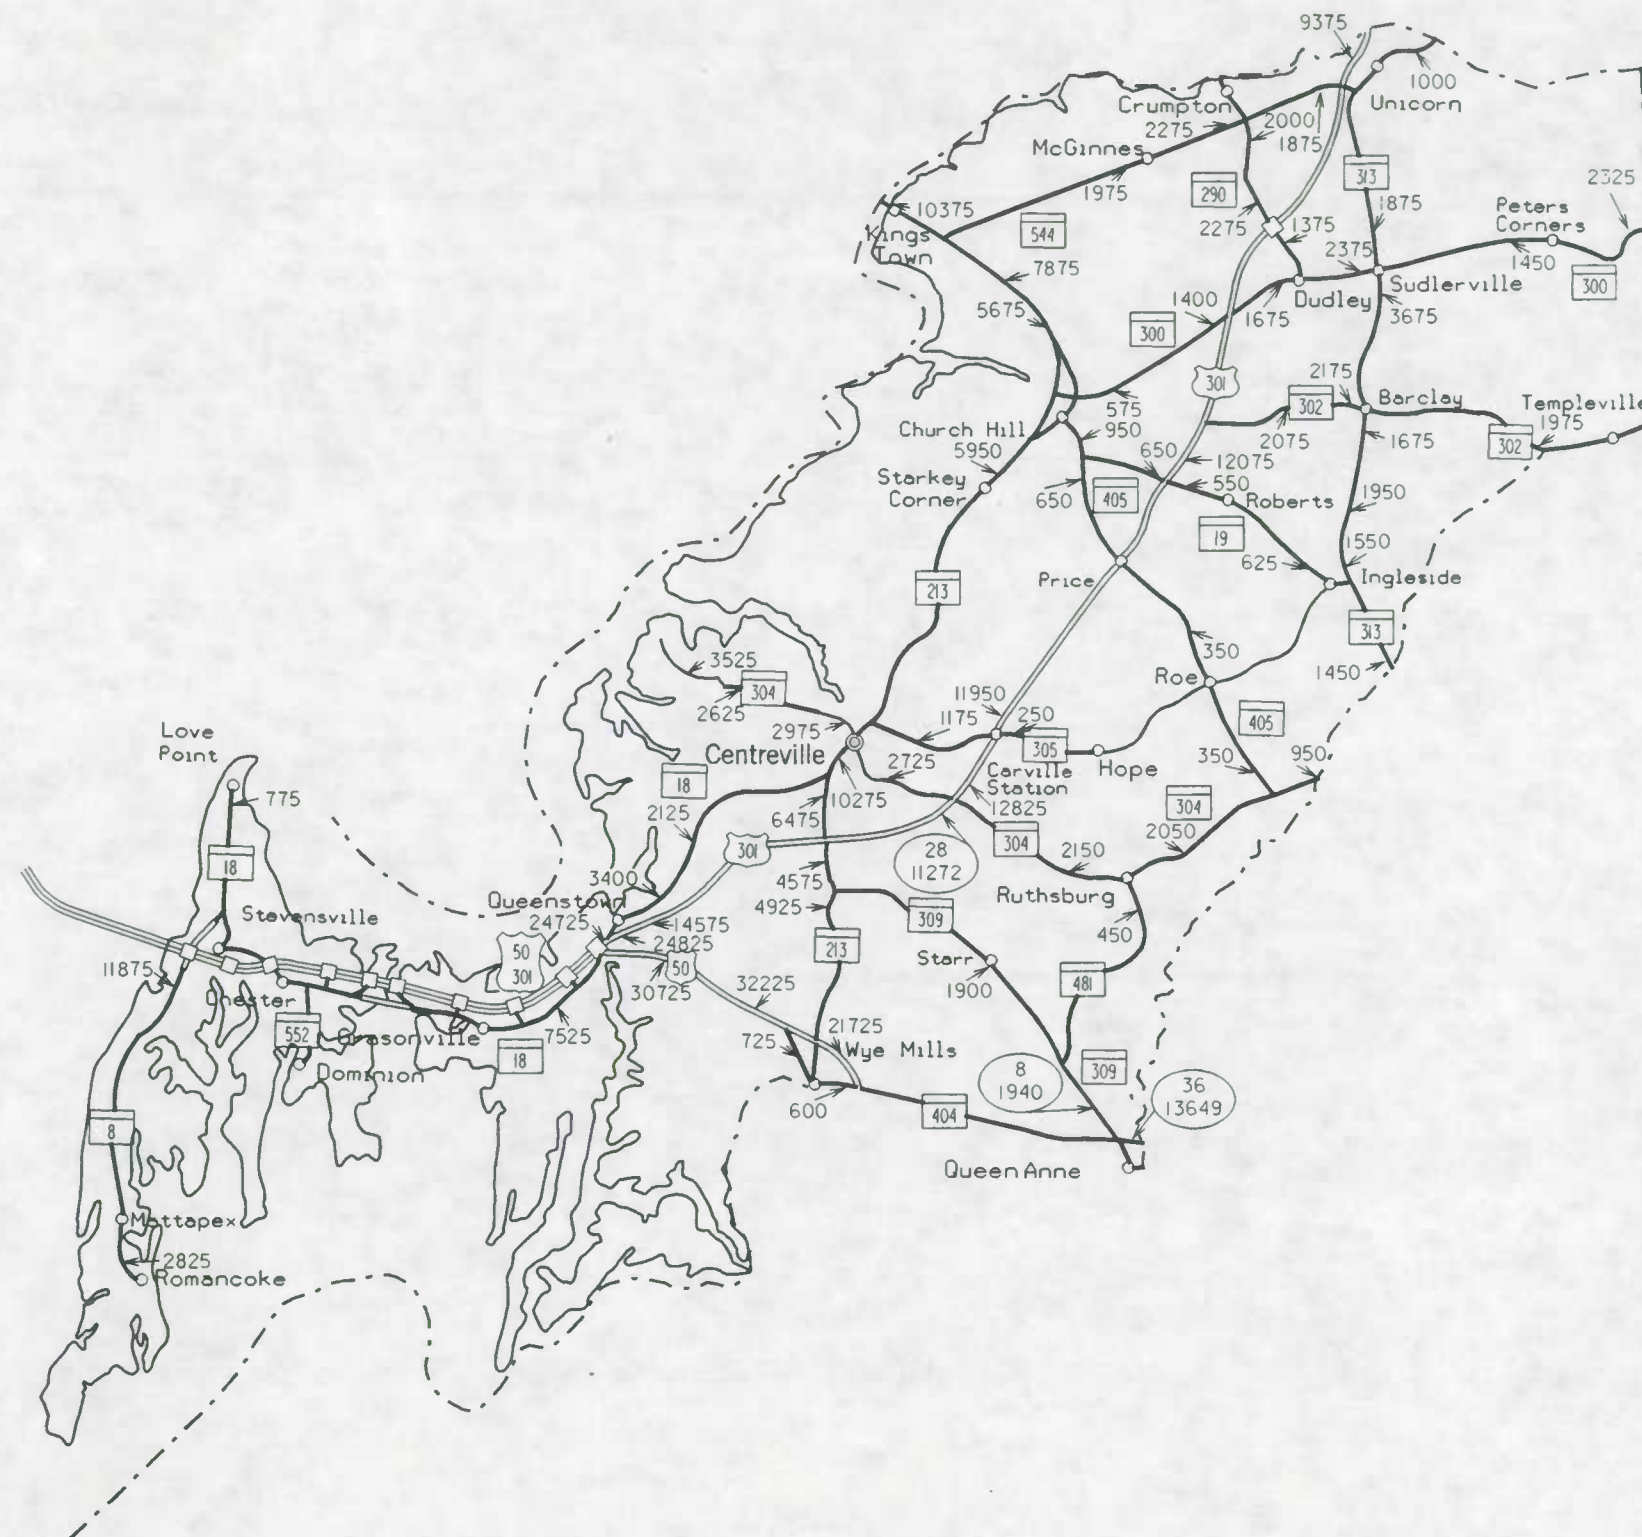 9375
1000
Unicorn
Crumpton
2275
2000
1875
McGinnes
1975
313
290
2325
10375
Kings
Town
544
2275
1375
1875
Peters
Corners
2375
1450
300
7875
Sudlerville
Dudley
5675
1400
1675
300
3675
301
2175
302
Barclay
Templeville
1975
575
950
2075
1675
302
Church Hill
5950
650
12075
550
Starkey
Corner
650
405
Roberts
1950
19
1550
625
Ingleside
Price
213
313
350
1450
3525
304
2625
Roe
11950
250
405
2975
1175
305
Love
Point
Centreville
2725
Hope
350
950
Carville
Station
18
775
10275
12825
304
2125
6475
2050
301
28
11272
304
2150
18
3400
4575
Ruthsburg
Queenstown
4925
309
450
Stevensville
24725
14575
24825
213
Starr
50
301
50
11875
30725
1900
481
Chester
32225
552
Grasonville
7525
21725
725
Wye Mills
18
8
1940
309
36
13649
Dominion
600
404
8
Queen Anne
Mattapex
2825
Romancoke